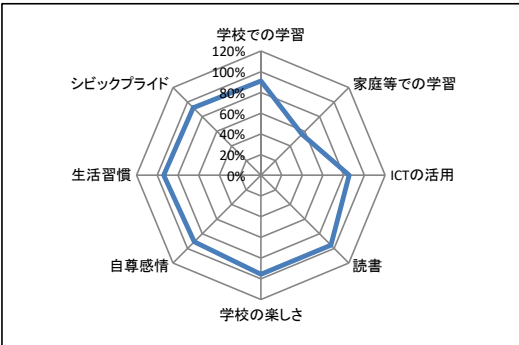 学校での学習
120%
100%
80%
60%
40%
20%
0%
家庭等での学習
ICTの活用
読書
学校の楽しさ
自尊感情
生活習慣
シビックプライド